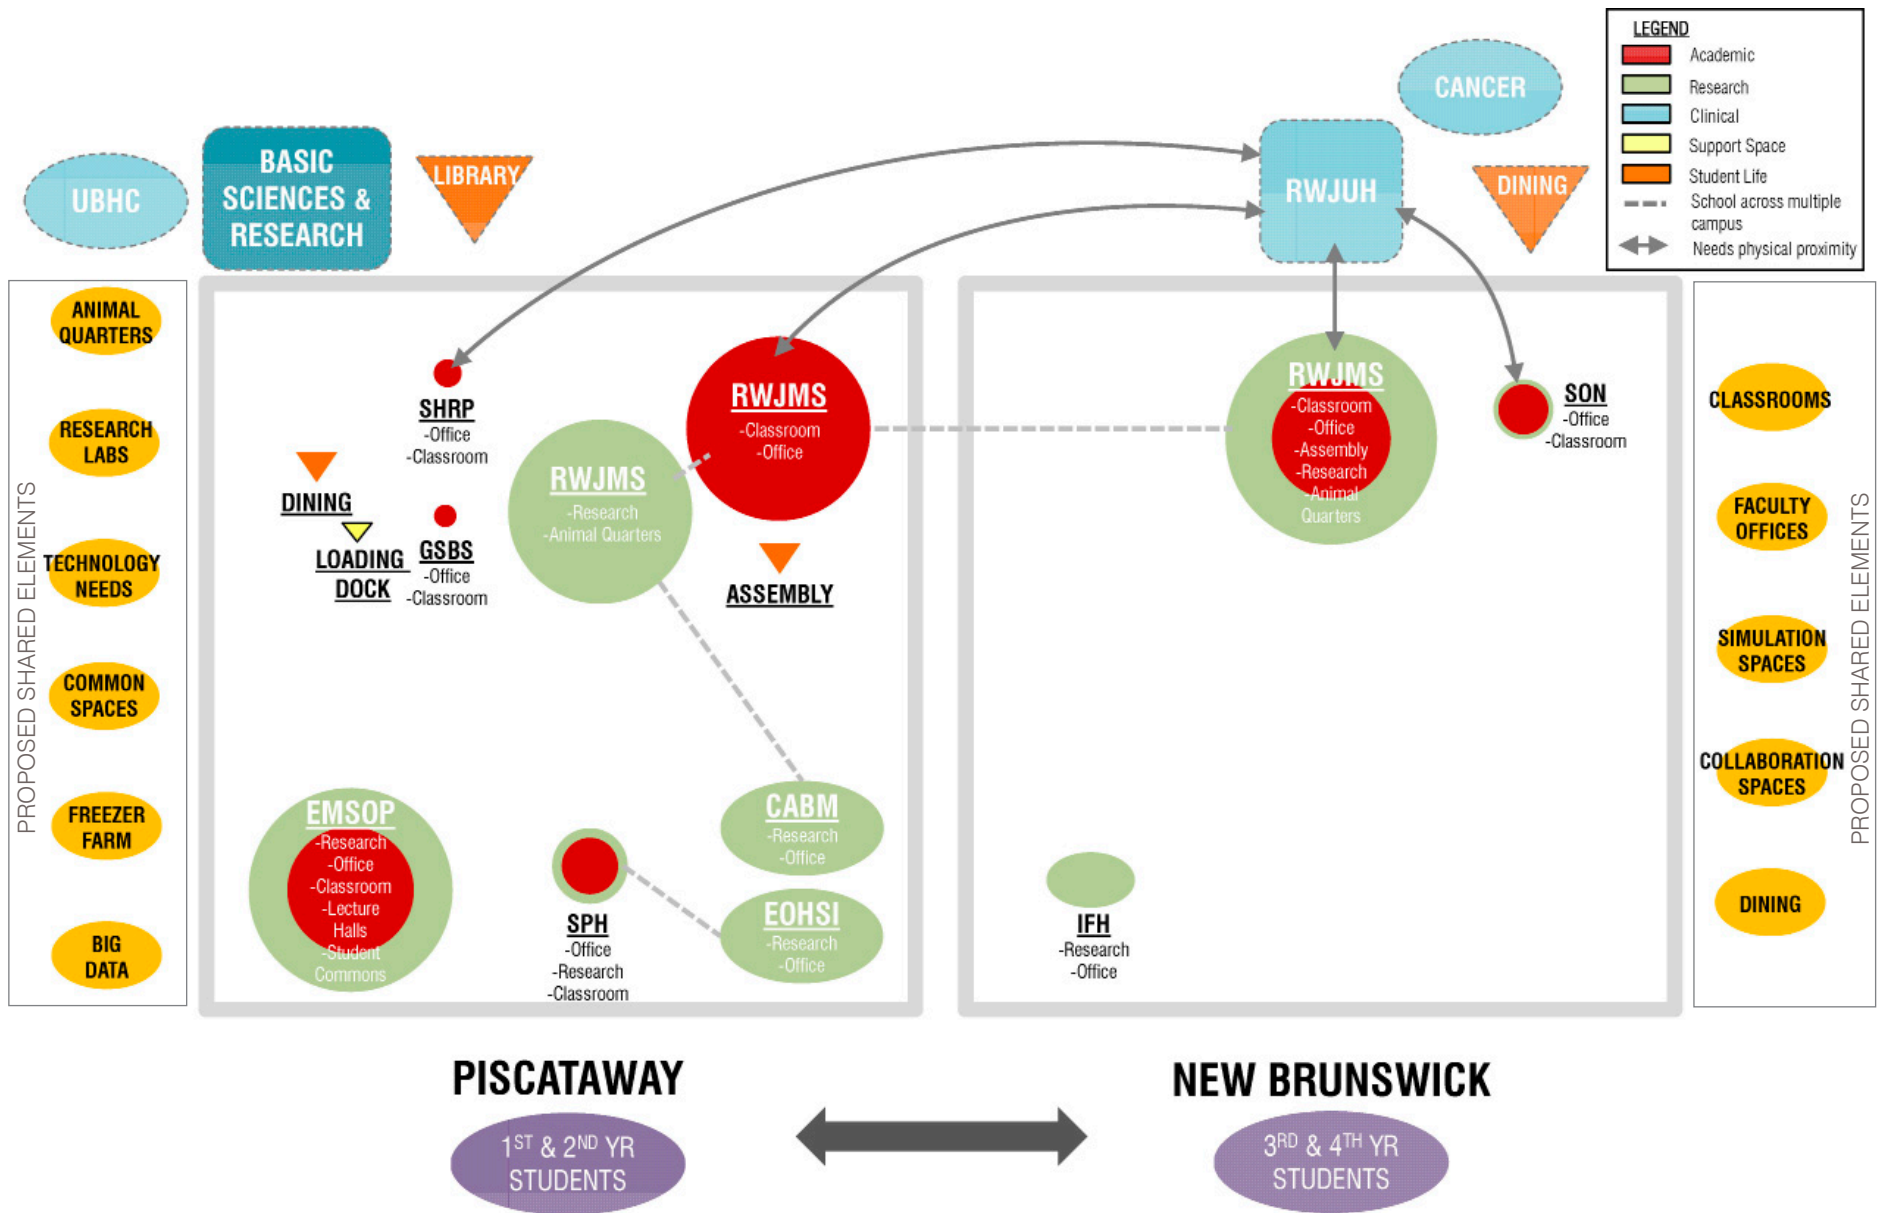 LEGEND
Academic
Research
Clinical
Support Space
Student Life
School across multiple
campus
Needs physical proximity
UBHC
BASIC
SCIENCES &
RESEARCH
LIBRARY
CANCER
RWJUH
DINING
PROPOSED SHARED ELEMENTS
ANIMAL
QUARTERS
RESEARCH
LABS
TECHNOLOGY
NEEDS
COMMON
SPACES
FREEZER
FARM
BIG
DATA
SHRP
-Office
-Classroom
DINING
LOADING
DOCK
GSBS
-Office
-Classroom
RWJMS
-Research
-Animal Quarters
RWJMS
-Classroom
-Office
ASSEMBLY
EMSOP
-Research
-Office
-Classroom
-Lecture
Halls
-Student
Commons
SPH
-Office
-Research
-Classroom
CABM
-Research
-Office
EOHSI
-Research
-Office
RWJMS
-Classroom
-Office
-Assembly
-Research
-Animal
Quarters
SON
-Office
-Classroom
IFH
-Research
-Office
CLASSROOMS
FACULTY
OFFICES
SIMULATION
SPACES
COLLABORATION
SPACES
DINING
PROPOSED SHARED ELEMENTS
PISCATAWAY
1ST & 2ND YR
STUDENTS
NEW BRUNSWICK
3RD & 4TH YR
STUDENTS